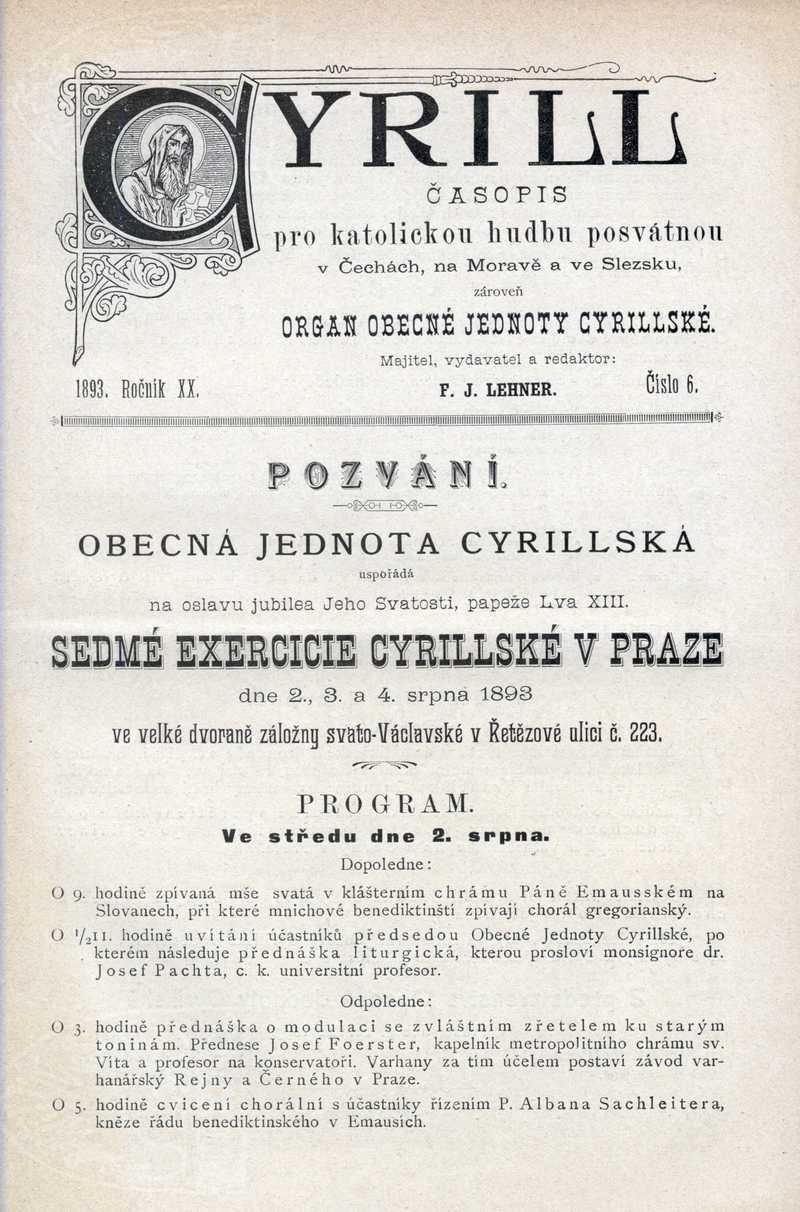 CYRILL
ČASOPIS
pro katolickou hudbu posvátnou
v Čechách, na Moravě a ve Slezsku,
zároveň
ORGAN OBECNÉ JEDNOTY CYRILLSKÉ.
Majitel, vydavatel a redaktor:
1893. Ročník XX. F. J. LEHNER. Číslo 6.
POZVÁNÍ.
OBECNÁ JEDNOTA CYRILLSKÁ
uspořádá
na oslavu jubilea Jeho Svatosti, papeže Lva XIII.
SEDMÉ EXERCICIE CYRILLSKÉ V PRAZE
dne 2., 3. a 4. srpna 1893
ve velké dvoraně záložny svato-Václavské v Řetězové ulici č. 223.
PROGRAM.
Ve středu dne 2. srpna.
Dopoledne:
O 9. hodině zpívaná mše svatá v klášterním chrámu Páně Emausském na
Slovanech, při které mnichové benediktinští zpívají chorál gregorianský.
O ½11. hodině uvítání účastníků předsedou Obecné Jednoty Cyrillské, po
kterém následuje přednáška liturgická, kterou prosloví monsignore dr.
Josef Pachta, c. k. universitní profesor.
Odpoledne:
O 3. hodině přednáška o modulaci se zvláštním zřetelem ku starým
toninám. Přednese Josef Foerster, kapelník metropolitního chrámu sv.
Víta a profesor na konservatoři. Varhany za tím účelem postaví závod var-
hanářský Rejny a Černého v Praze.
O 5. hodině cvicení chorální s účastníky řízením P. Albana Sachleitera,
kněze řádu benediktinského v Emausích.